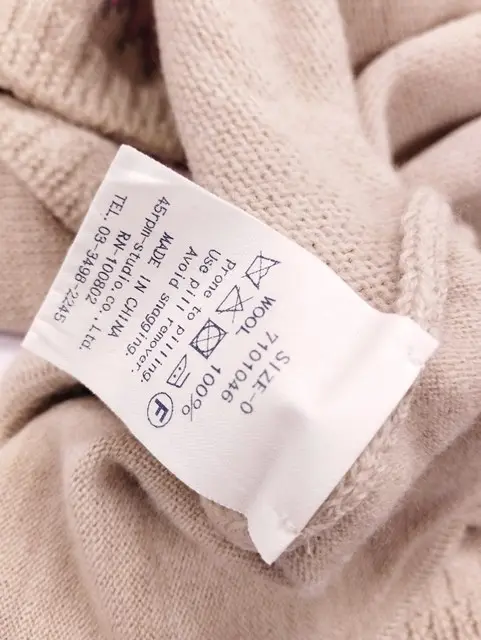 SIZE-0
7101046
WOOL 100%
F
Prone to pilling.
Use pill remover.
Avoid snagging.
MADE IN CHINA
45rpm-studio.co.,Ltd.
RN-100802
TEL. 03-3498-2245